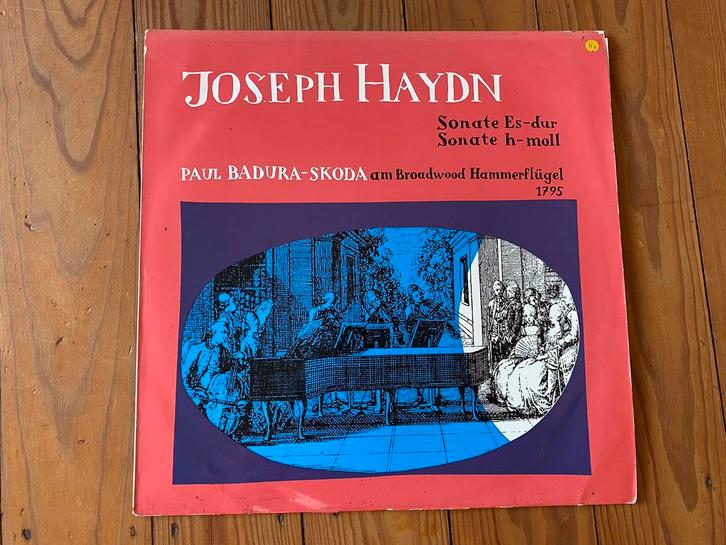 JOSEPH HAYDN
Sonate Es-dur
Sonate h-moll
PAUL BADURA-SKODA am Broadwood Hammerflügel
1795